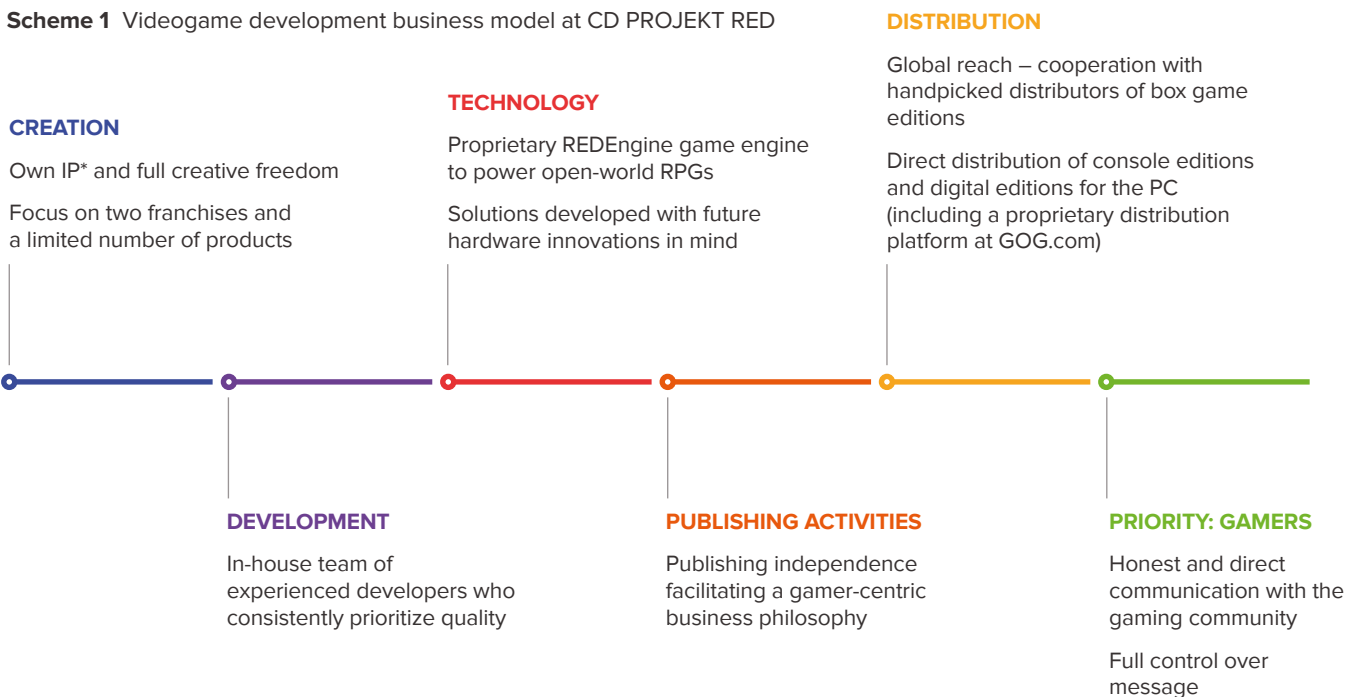 Scheme 1 Videogame development business model at CD PROJEKT RED
CREATION
Own IP* and full creative freedom
Focus on two franchises and
a limited number of products
DEVELOPMENT
In-house team of
experienced developers who
consistently prioritize quality
TECHNOLOGY
Proprietary REDEngine game engine
to power open-world RPGs
Solutions developed with future
hardware innovations in mind
PUBLISHING ACTIVITIES
Publishing independence
facilitating a gamer-centric
business philosophy
DISTRIBUTION
Global reach – cooperation with
handpicked distributors of box game
editions
Direct distribution of console editions
and digital editions for the PC
(including a proprietary distribution
platform at GOG.com)
PRIORITY: GAMERS
Honest and direct
communication with the
gaming community
Full control over
message